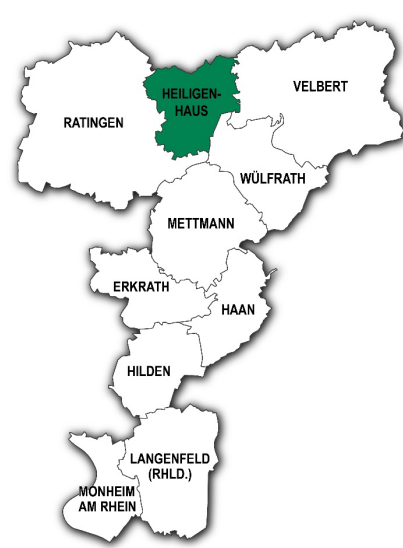 HEILIGEN-
HAUS
VELBERT
RATINGEN
WÜLFRATH
METTMANN
ERKRATH
HAAN
HILDEN
LANGENFELD
(RHLD.)
MONHEIM
AM RHEIN